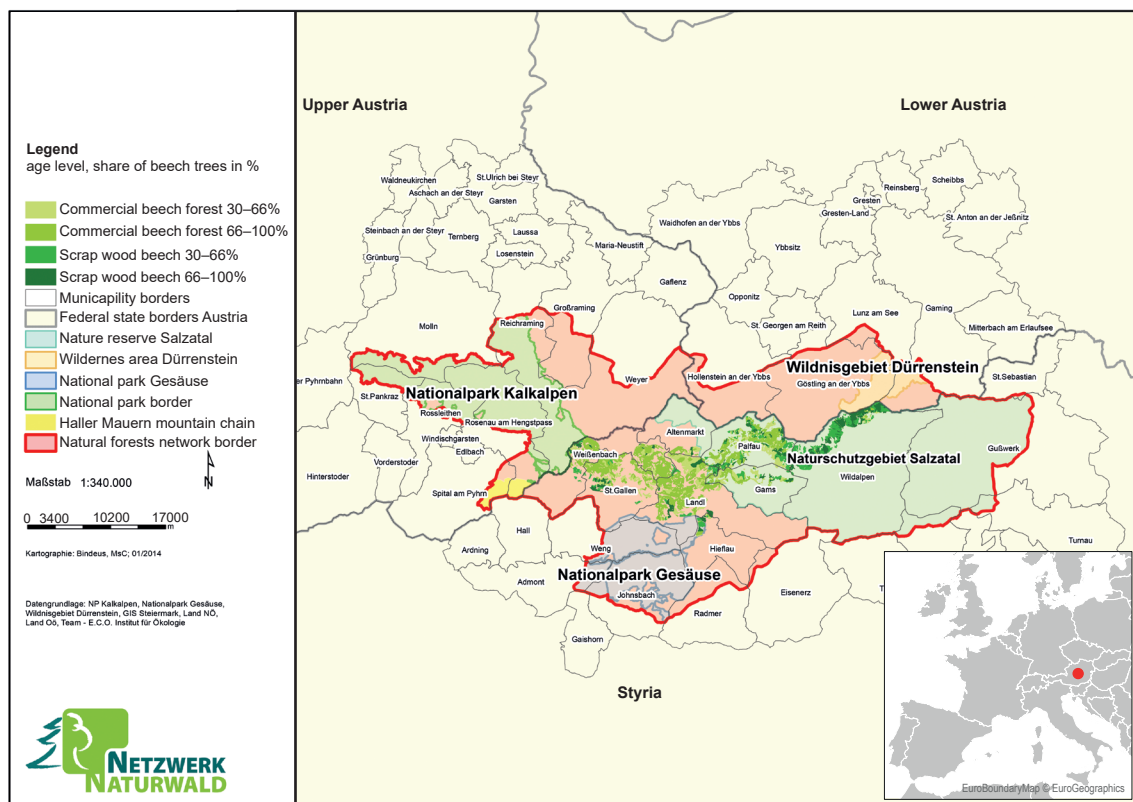 Upper Austria
Lower Austria
Legend
age level, share of beech trees in %
Commercial beech forest 30–66%
Commercial beech forest 66–100%
Scrap wood beech 30–66%
Scrap wood beech 66–100%
Municapility borders
Federal state borders Austria
Nature reserve Salzatal
Wildernes area Dürrenstein
National park Gesäuse
National park border
Haller Mauern mountain chain
Natural forests network border
N
Maßstab 1:340.000
0 3400 10200 17000
m
Kartographie: Bindeus, MsC; 01/2014
Datengrundlage: NP Kalkalpen, Nationalpark Gesäuse,
Wildnisgebiet Dürrenstein, GIS Steiermark, Land NÖ,
Land Oö, Team - E.C.O. Institut für Ökologie
NETZWERK
NATURWALD
Waldneukirchen
St.Ulrich bei Steyr
Aschach an der Steyr
Garsten
Steinbach an der Steyr
Ternberg
Laussa
Grünburg
Losenstein
Maria-Neustift
Waidhofen an der Ybbs
Gaflenz
Ybbsitz
Opponitz
Gresten-Land
Gresten
Reinsberg
Scheibbs
St. Anton an der Jeßnitz
Gaming
Lunz am See
St. Georgen am Reith
Mitterbach am Erlaufsee
St.Sebastian
Großraming
Reichraming
Molln
Weyer
Hollenstein an der Ybbs
Wildnisgebiet Dürrenstein
Göstling an der Ybbs
er Pyhrnbahn
St.Pankraz
Nationalpark Kalkalpen
Rossleithen
Rosenau am Hengstpass
Windischgarsten
Edlbach
Hinterstoder
Vorderstoder
Spital am Pyhrn
Weißenbach
Altenmarkt
Palfau
Naturschutzgebiet Salzatal
Gußwerk
Wildalpen
Gams
St.Gallen
Landl
Hall
Ardning
Admont
Weng
Hieflau
Nationalpark Gesäuse
Johnsbach
Radmer
Eisenerz
Gaishorn
Turnau
Styria
EuroBoundaryMap © EuroGeographics